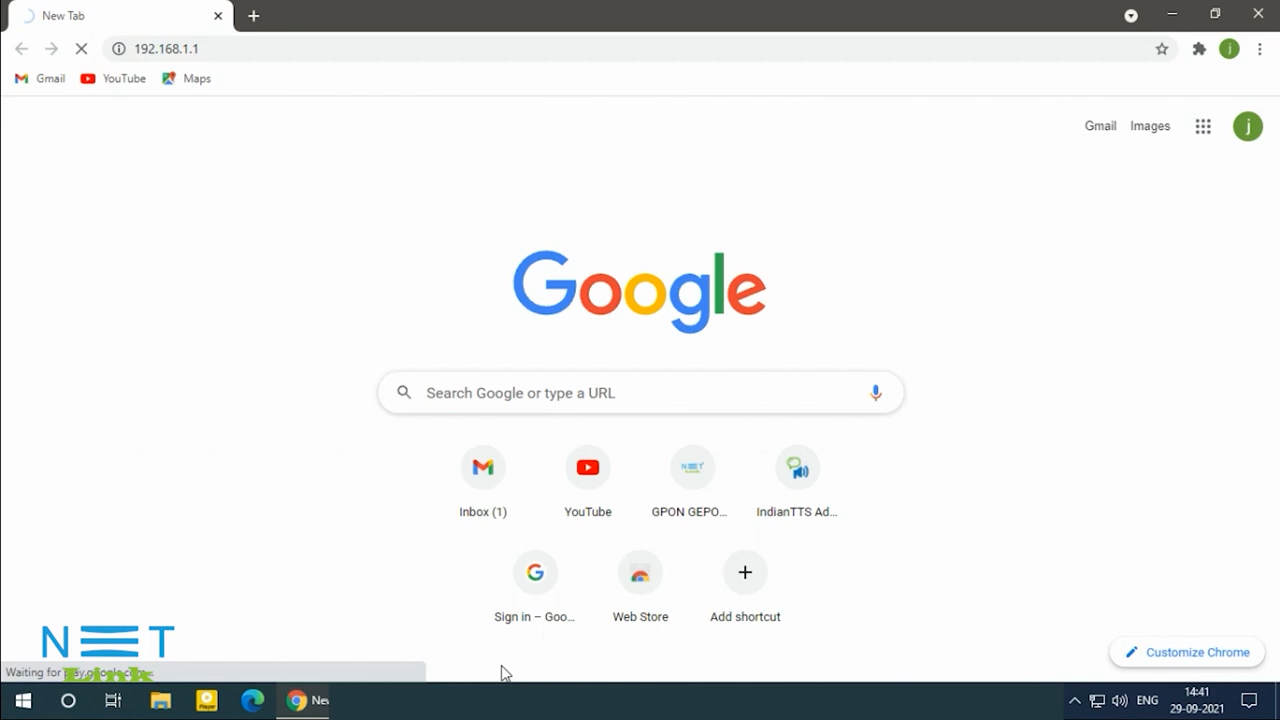 New Tab
192.168.1.1
Gmail YouTube Maps
Gmail Images j
Google
Search Google or type a URL
Inbox (1) YouTube GPON GEPO... IndianTTS Ad...
Sign in – Goo... Web Store Add shortcut
NET
Waiting for
Customize Chrome
ENG
14:41
29-09-2021